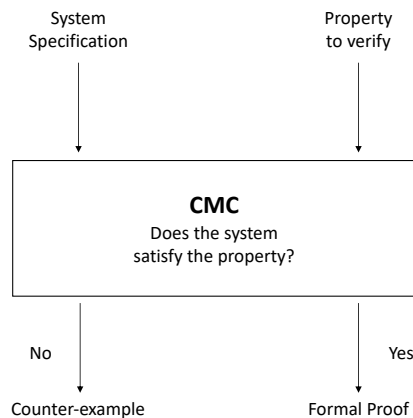 System
Specification
Property
to verify
CMC
Does the system
satisfy the property?
No
Yes
Counter-example
Formal Proof